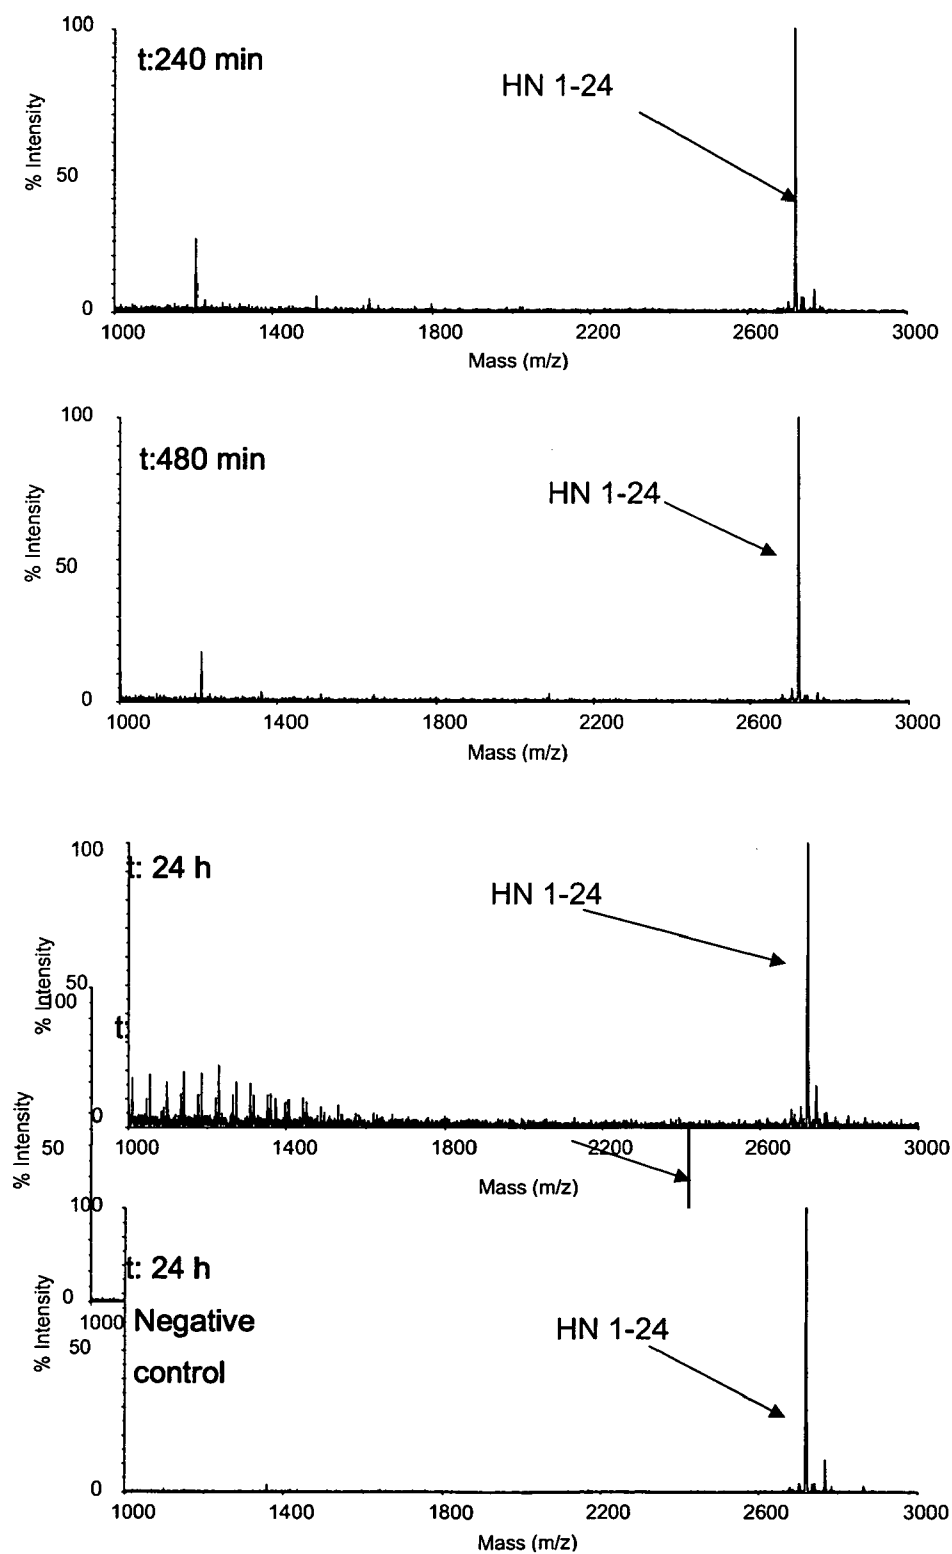 100
t:240 min
HN 1-24
% Intensity
50
0
1000 1400 1800 2200 2600 3000
Mass (m/z)
100
t:480 min
HN 1-24
% Intensity
50
0
1000 1400 1800 2200 2600 3000
Mass (m/z)
100
t: 24 h
HN 1-24
% Intensity
50
100
t:
0
1000 1400 1800 2200 2600 3000
50
% Intensity
Mass (m/z)
100
t: 24 h
% Intensity
0
1000
Negative
control
HN 1-24
50
0
1000 1400 1800 2200 2600 3000
Mass (m/z)